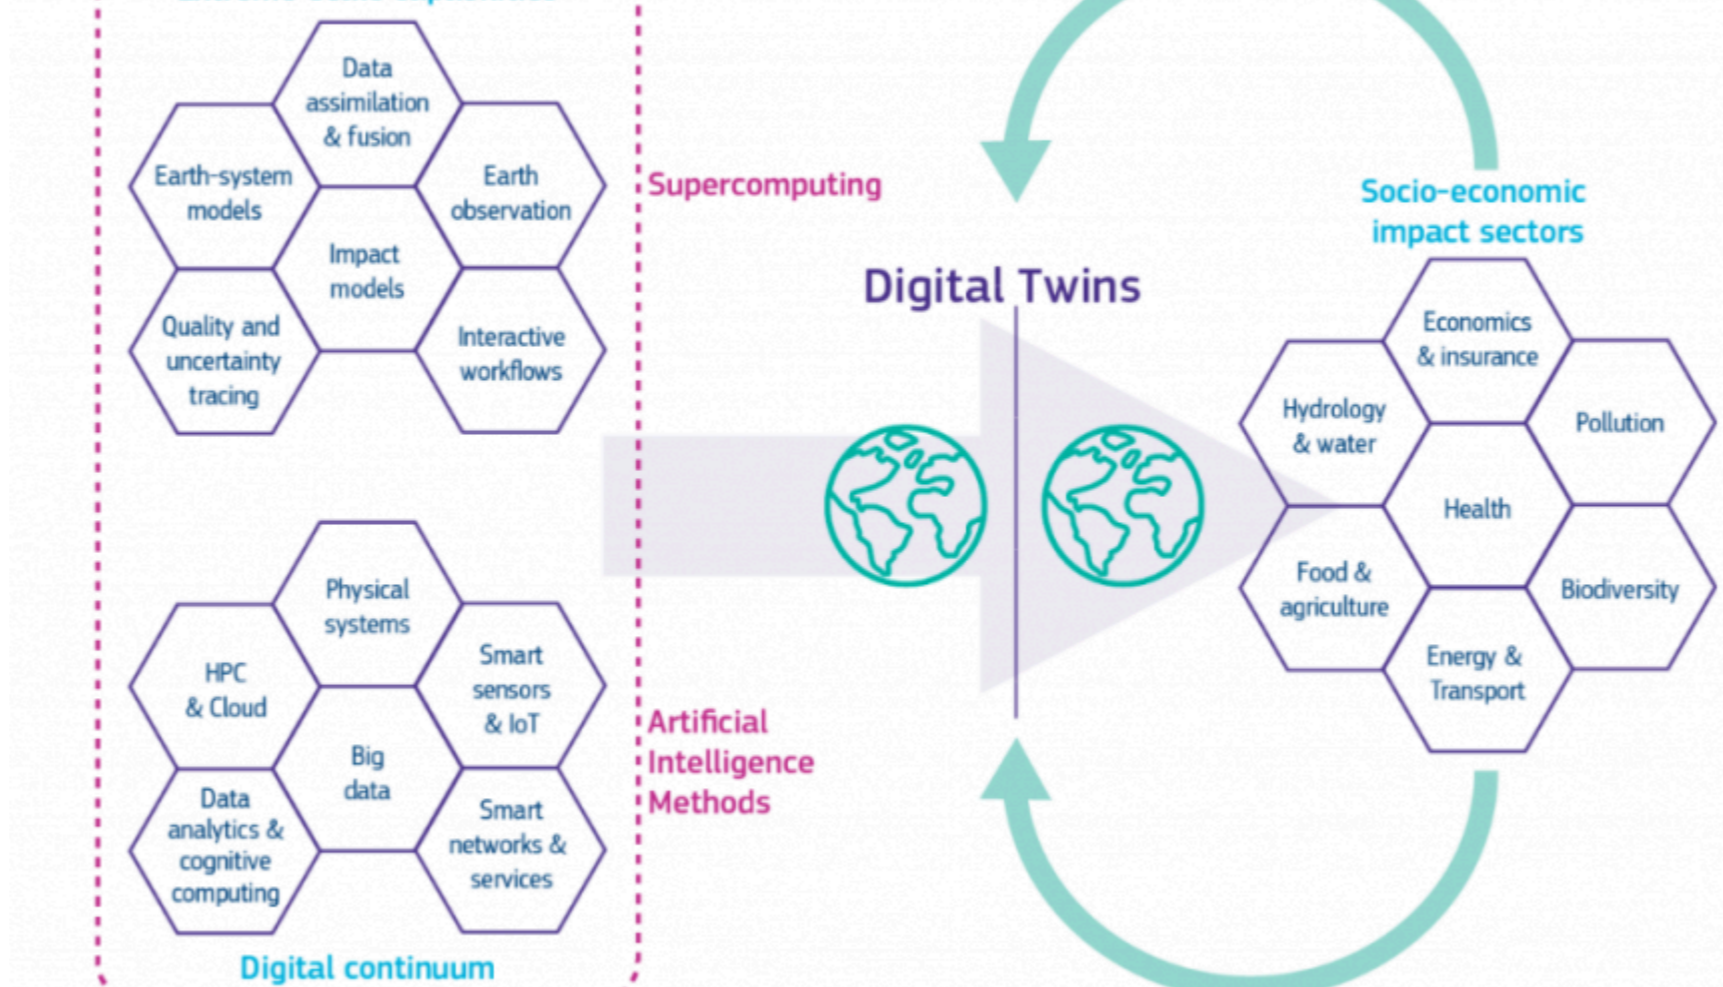 Data
assimilation
& fusion
Earth-system
models
Earth
observation
Impact
models
Quality and
uncertainty
tracing
Interactive
workflows
Physical
systems
HPC
& Cloud
Smart
sensors
& IoT
Big
data
Data
analytics &
cognitive
computing
Smart
networks &
services
Digital continuum
Supercomputing
Artificial
Intelligence
Methods
Digital Twins
Socio-economic
impact sectors
Economics
& insurance
Hydrology
& water
Pollution
Health
Food &
agriculture
Biodiversity
Energy &
Transport